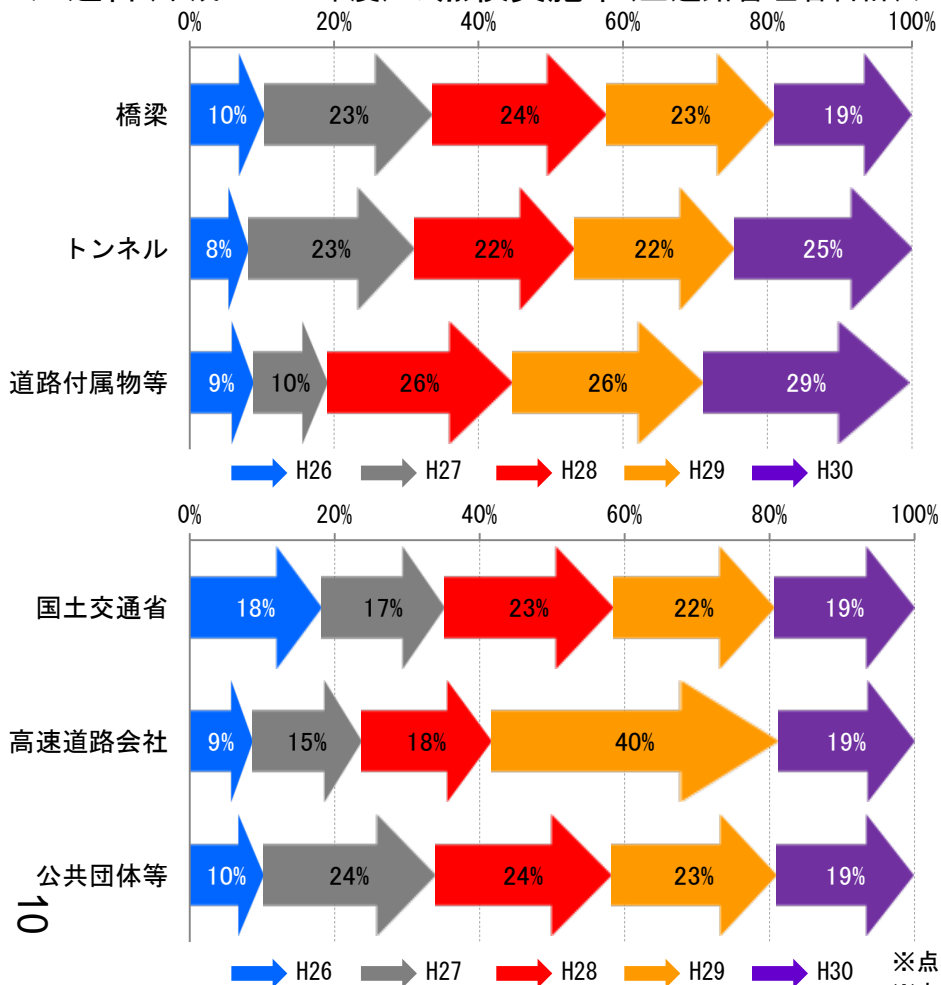 0% 20% 40% 60% 80% 100%
橋梁 10% 23% 24% 23% 19%
トンネル 8% 23% 22% 22% 25%
道路付属物等 9% 10% 26% 26% 29%
H26 H27 H28 H29 H30
0% 20% 40% 60% 80% 100%
国土交通省 18% 17% 23% 22% 19%
高速道路会社 9% 15% 18% 40% 19%
公共団体等 10% 24% 24% 23% 19%
10
H26 H27 H28 H29 H30
※点